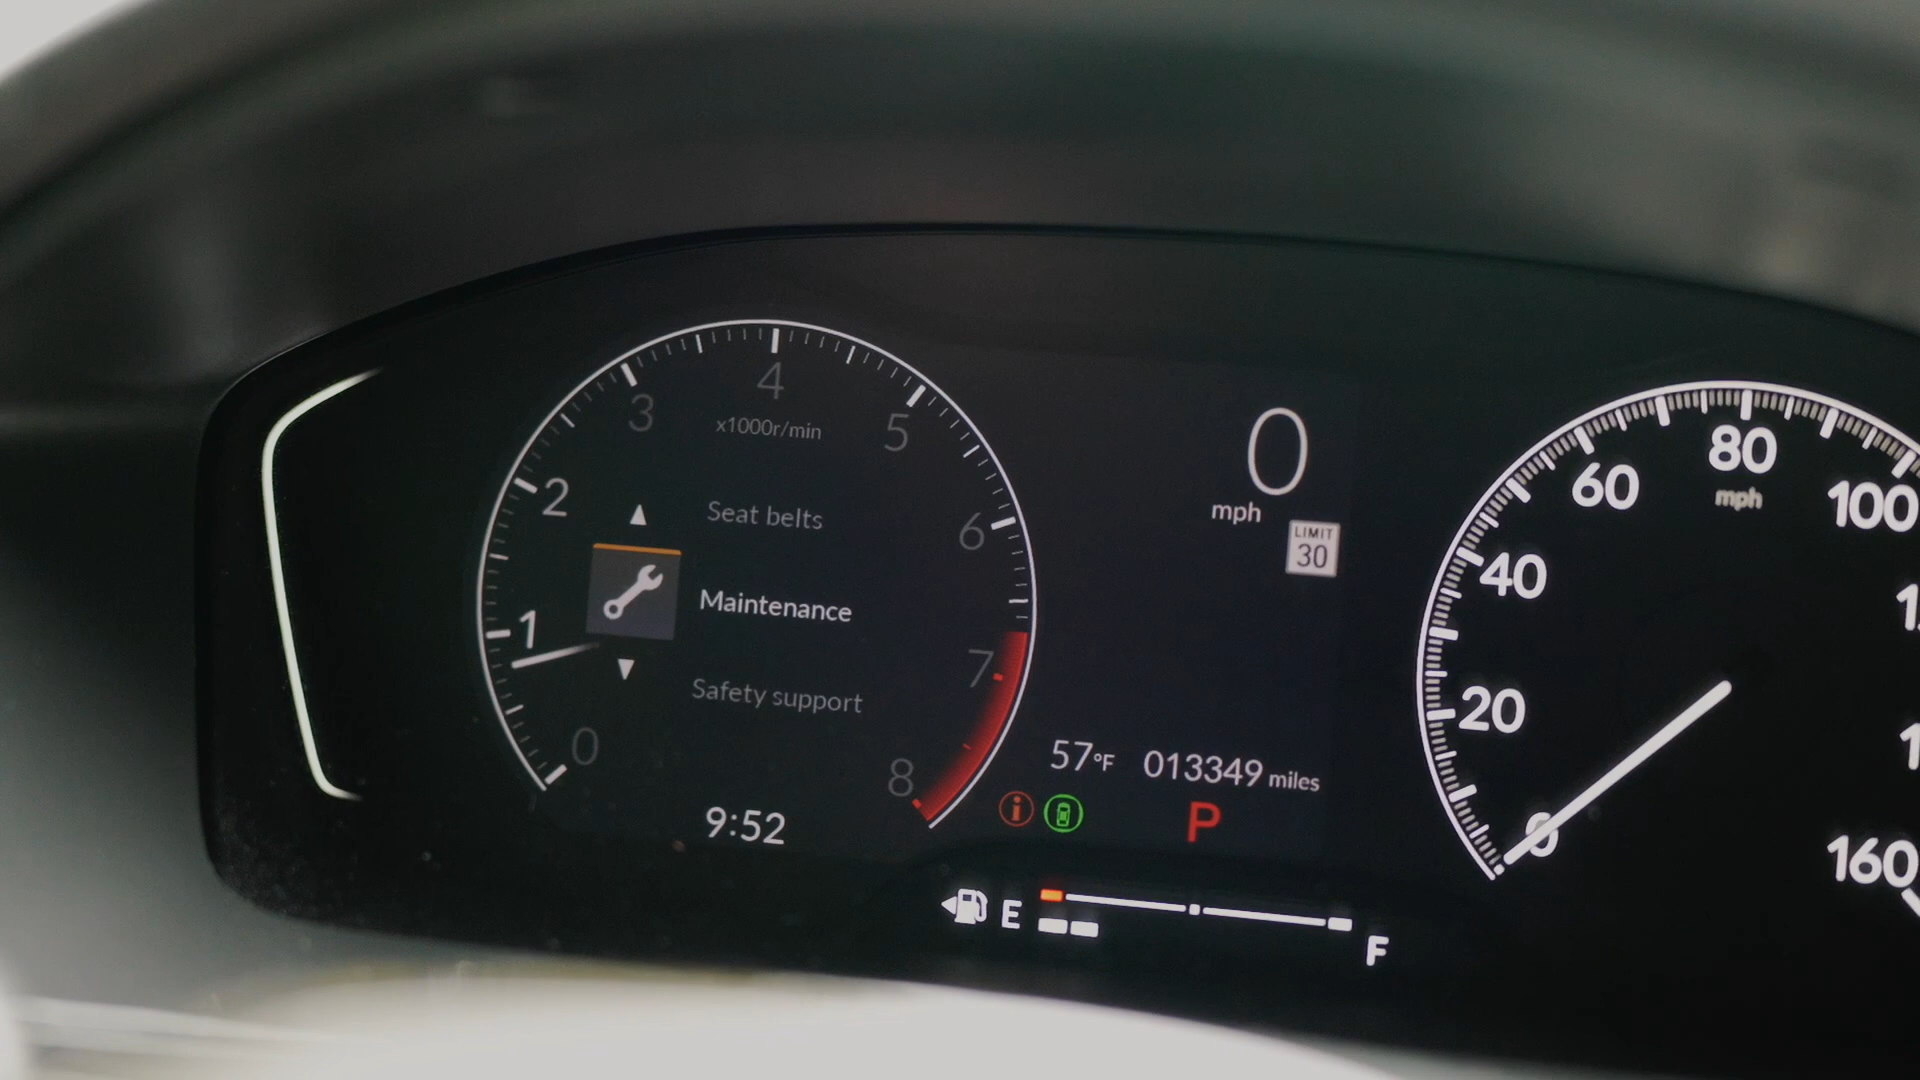 4
3
5
x1000r/min
2
6
Seat belts
1
Maintenance
7
Safety support
0
8
9:52
0
mph
LIMIT
30
57°F
013349 miles
P
E
F
80
mph
60
100
40
20
0
160